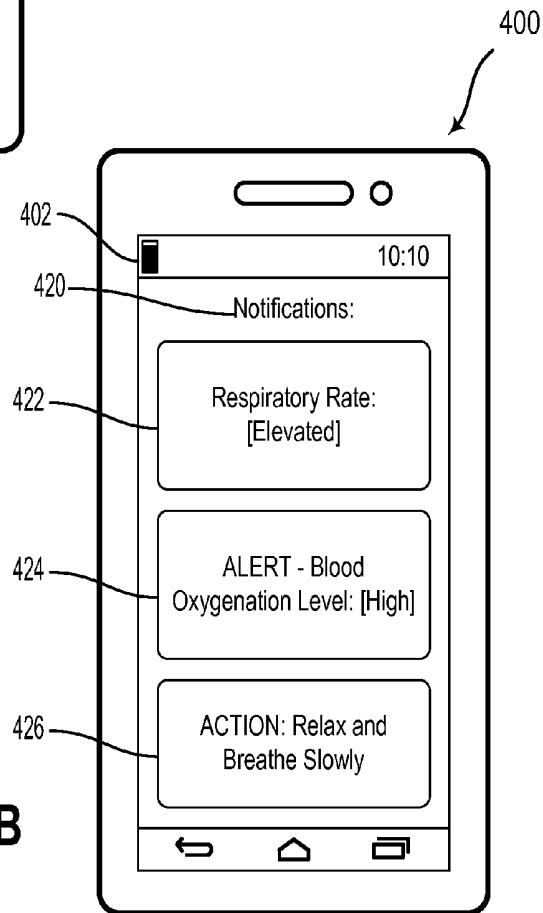 400
402
10:10
420
Notifications:
422
Respiratory Rate:
[Elevated]
424
ALERT - Blood
Oxygenation Level: [High]
426
ACTION: Relax and
Breathe Slowly
B